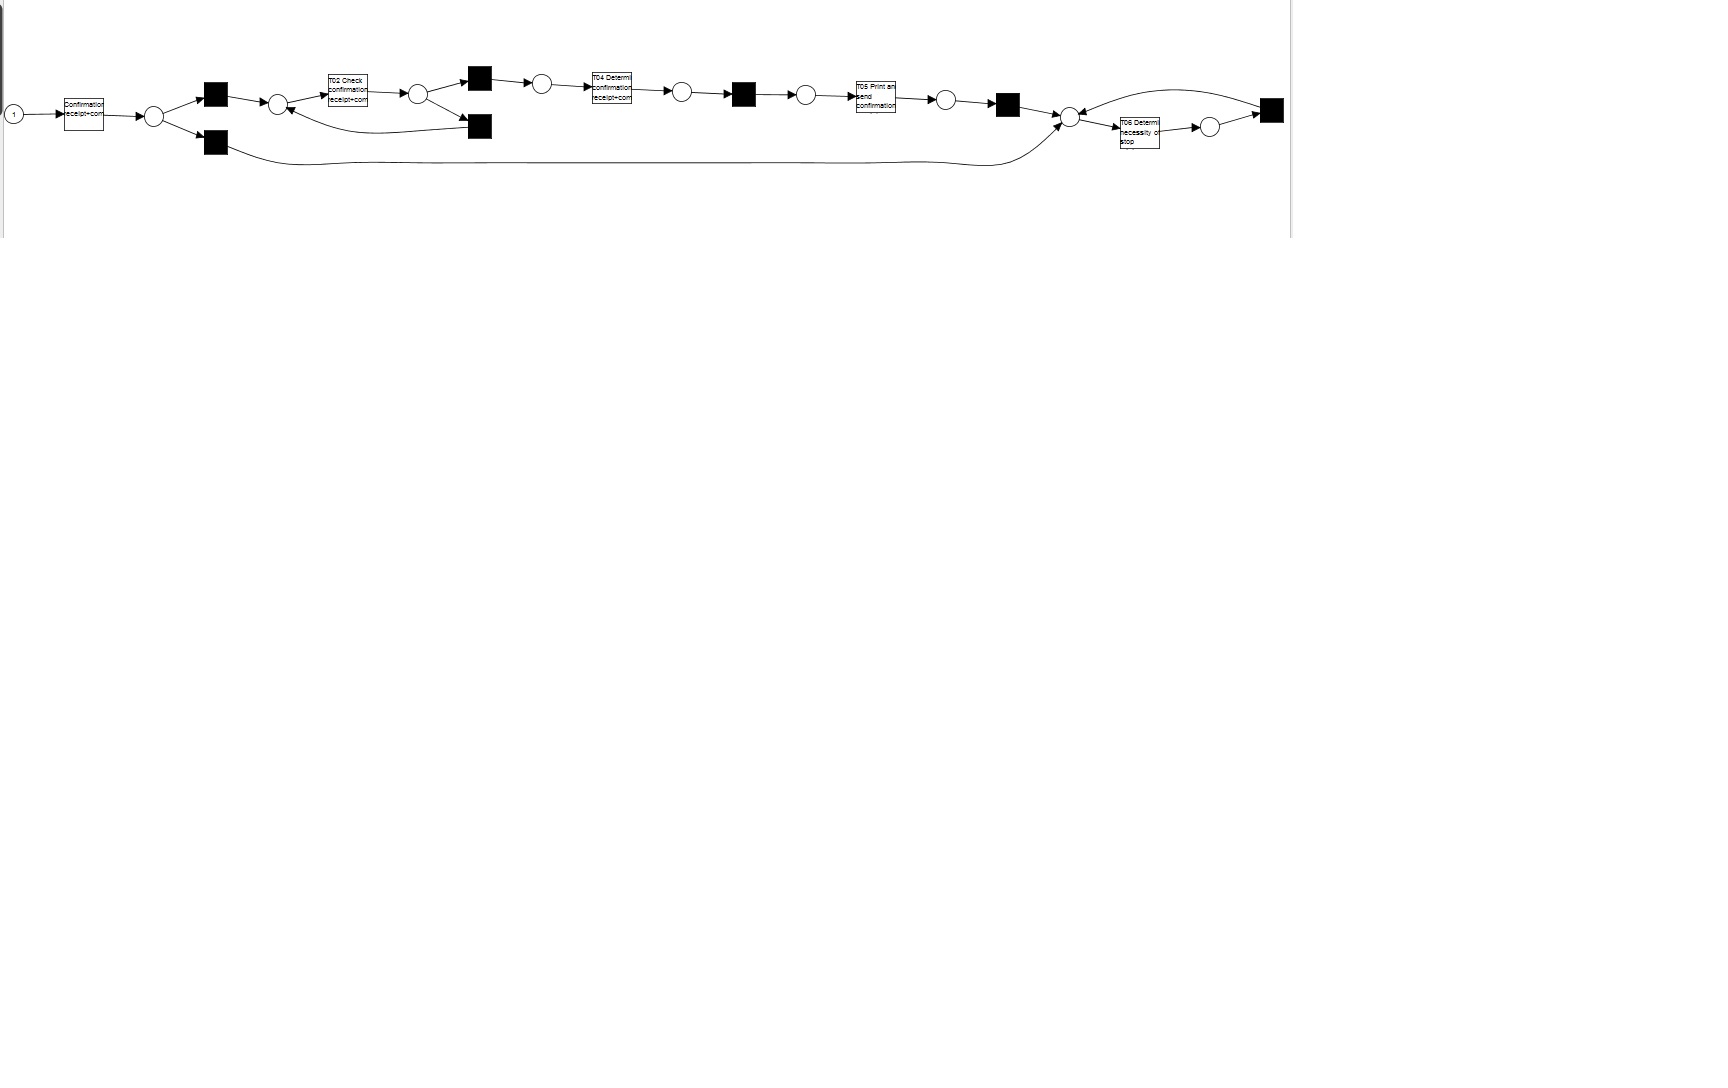 1
Confirmation
receipt+com
T02 Check
confirmation
receipt+com
T04 Determi
confirmation
receipt+com
T05 Print an
send
confirmation
T06 Determi
necessity of
stop